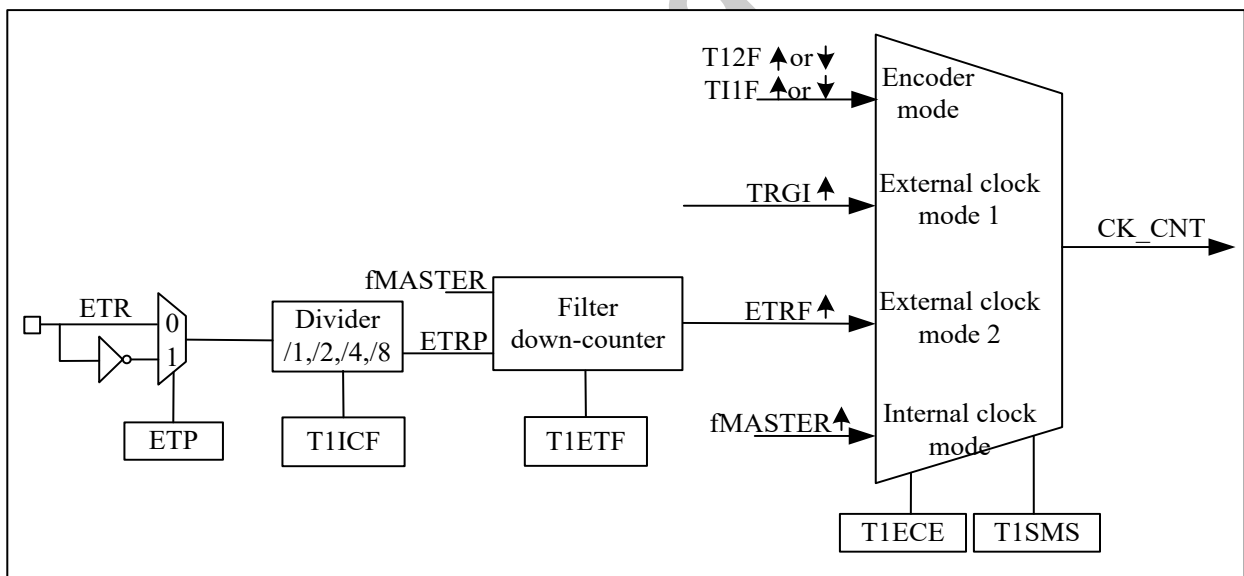 T12F or
TI1F or
Encoder
mode
TRGI
External clock
mode 1
CK_CNT
fMASTER
ETR
0
1
Divider
/1,/2,/4,/8
ETRP
Filter
down-counter
ETRF
External clock
mode 2
fMASTER
Internal clock
mode
ETP
T1ICF
T1ETF
T1ECE
T1SMS